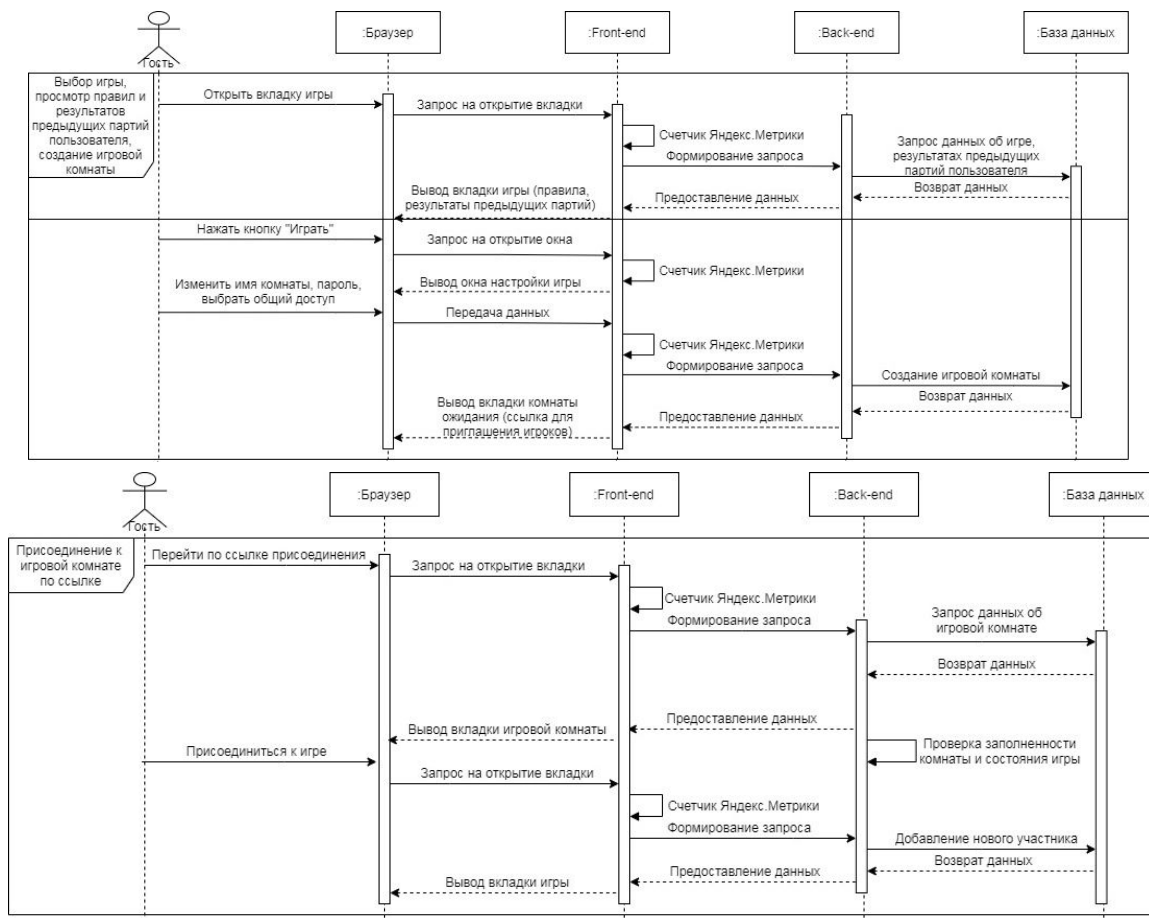 :Браузер
:Front-end
:Back-end
:База данных
Гость
Выбор игры,
просмотр правил и
результатов
предыдущих партий
пользователя,
создание игровой
комнаты
Открыть вкладку игры
Запрос на открытие вкладки
Счетчик Яндекс.Метрики
Формирование запроса
Запрос данных об игре,
результатах предыдущих
партий пользователя
Возврат данных
Предоставление данных
Вывод вкладки игры (правила,
результаты предыдущих партий)
Нажать кнопку "Играть"
Запрос на открытие окна
Счетчик Яндекс.Метрики
Вывод окна настройки игры
Изменить имя комнаты, пароль,
выбрать общий доступ
Передача данных
Счетчик Яндекс.Метрики
Формирование запроса
Создание игровой комнаты
Возврат данных
Предоставление данных
Вывод вкладки комнаты
ожидания (ссылка для
приглашения игроков)
:Браузер
:Front-end
:Back-end
:База данных
Гость
Присоединение к
игровой комнате
по ссылке
Перейти по ссылке присоединения
Запрос на открытие вкладки
Счетчик Яндекс.Метрики
Формирование запроса
Запрос данных об
игровой комнате
Возврат данных
Предоставление данных
Вывод вкладки игровой комнаты
Проверка заполненности
комнаты и состояния игры
Присоединиться к игре
Запрос на открытие вкладки
Счетчик Яндекс.Метрики
Формирование запроса
Добавление нового участника
Возврат данных
Предоставление данных
Вывод вкладки игры